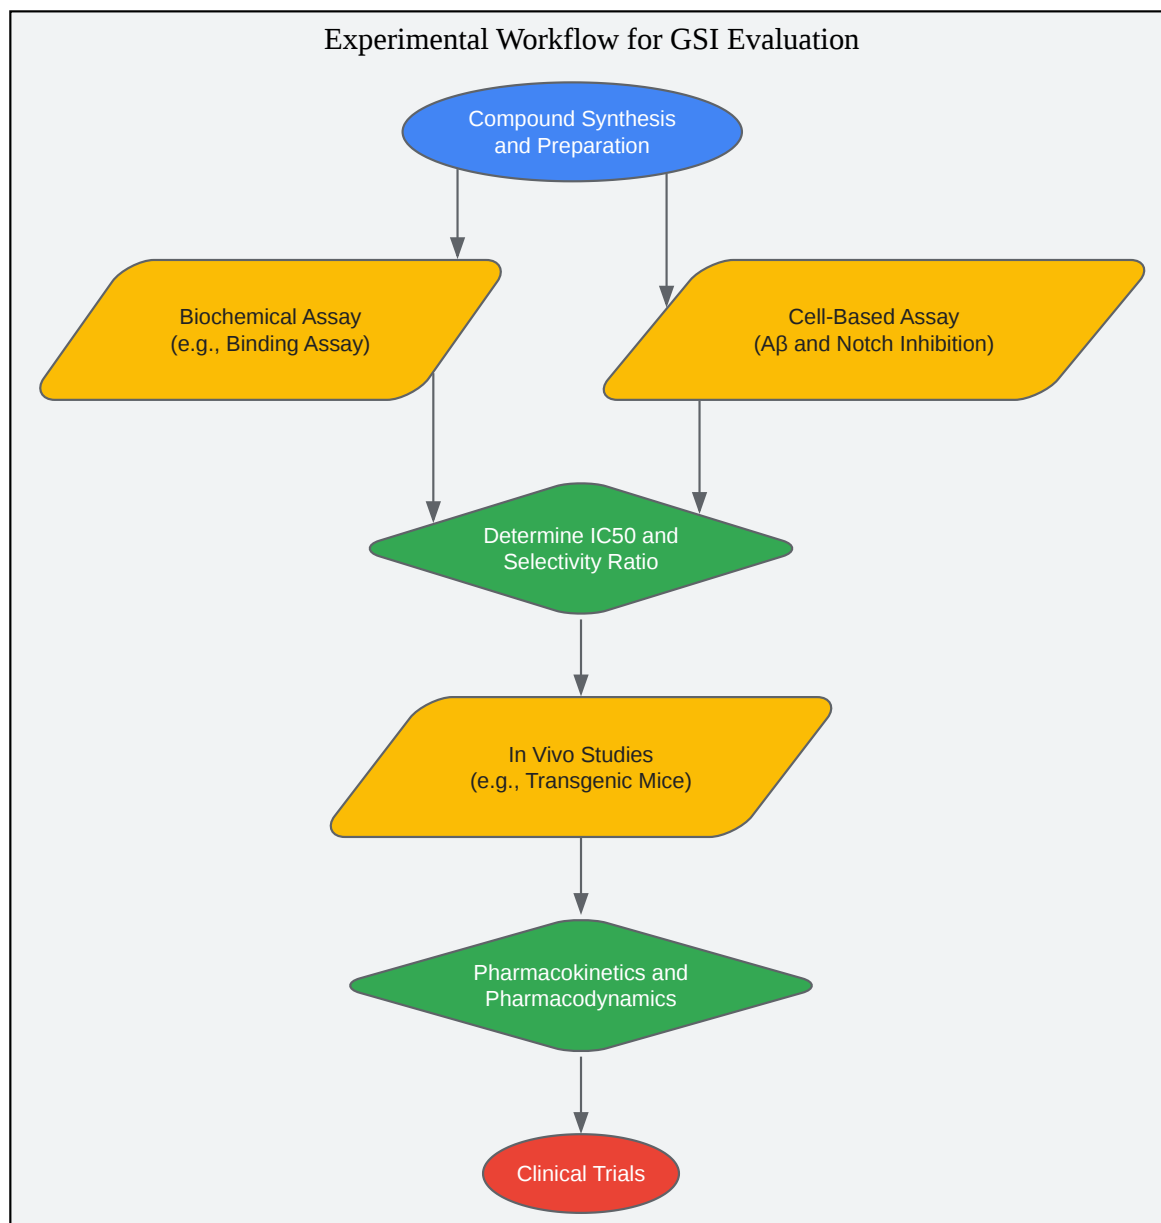 Experimental Workflow for GSI Evaluation
Compound Synthesis
and Preparation
Biochemical Assay
(e.g., Binding Assay)
Cell-Based Assay
(Aβ and Notch Inhibition)
Determine IC50 and
Selectivity Ratio
In Vivo Studies
(e.g., Transgenic Mice)
Pharmacokinetics and
Pharmacodynamics
Clinical Trials